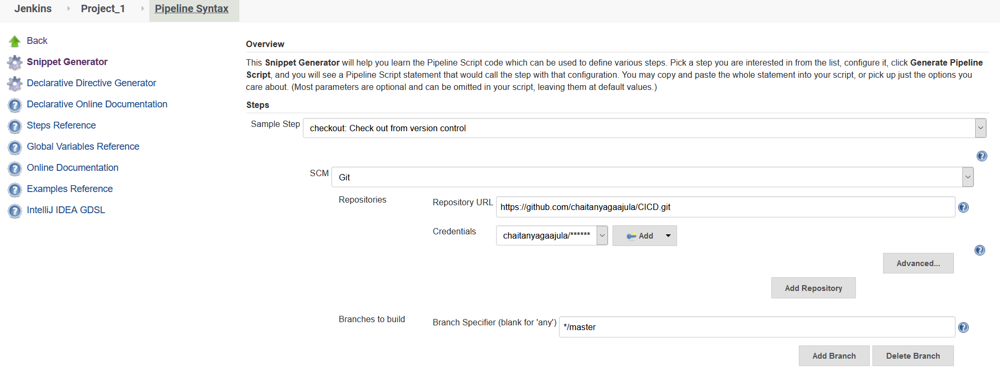 Jenkins Project_1 Pipeline Syntax
Back
Snippet Generator
Declarative Directive Generator
Declarative Online Documentation
Steps Reference
Global Variables Reference
Online Documentation
Examples Reference
IntelliJ IDEA GDSL
Overview
This Snippet Generator will help you learn the Pipeline Script code which can be used to define various steps. Pick a step you are interested in from the list, configure it, click Generate Pipeline
Script, and you will see a Pipeline Script statement that would call the step with that configuration. You may copy and paste the whole statement into your script, or pick up just the options you
care about. (Most parameters are optional and can be omitted in your script, leaving them at default values.)
Steps
Sample Step checkout: Check out from version control
SCM Git
Repositories Repository URL https://github.com/chaitanyagaajula/CICD.git
Credentials chaitanyagaajula/****** Add
Advanced...
Add Repository
Branches to build Branch Specifier (blank for 'any') */master
Add Branch Delete Branch